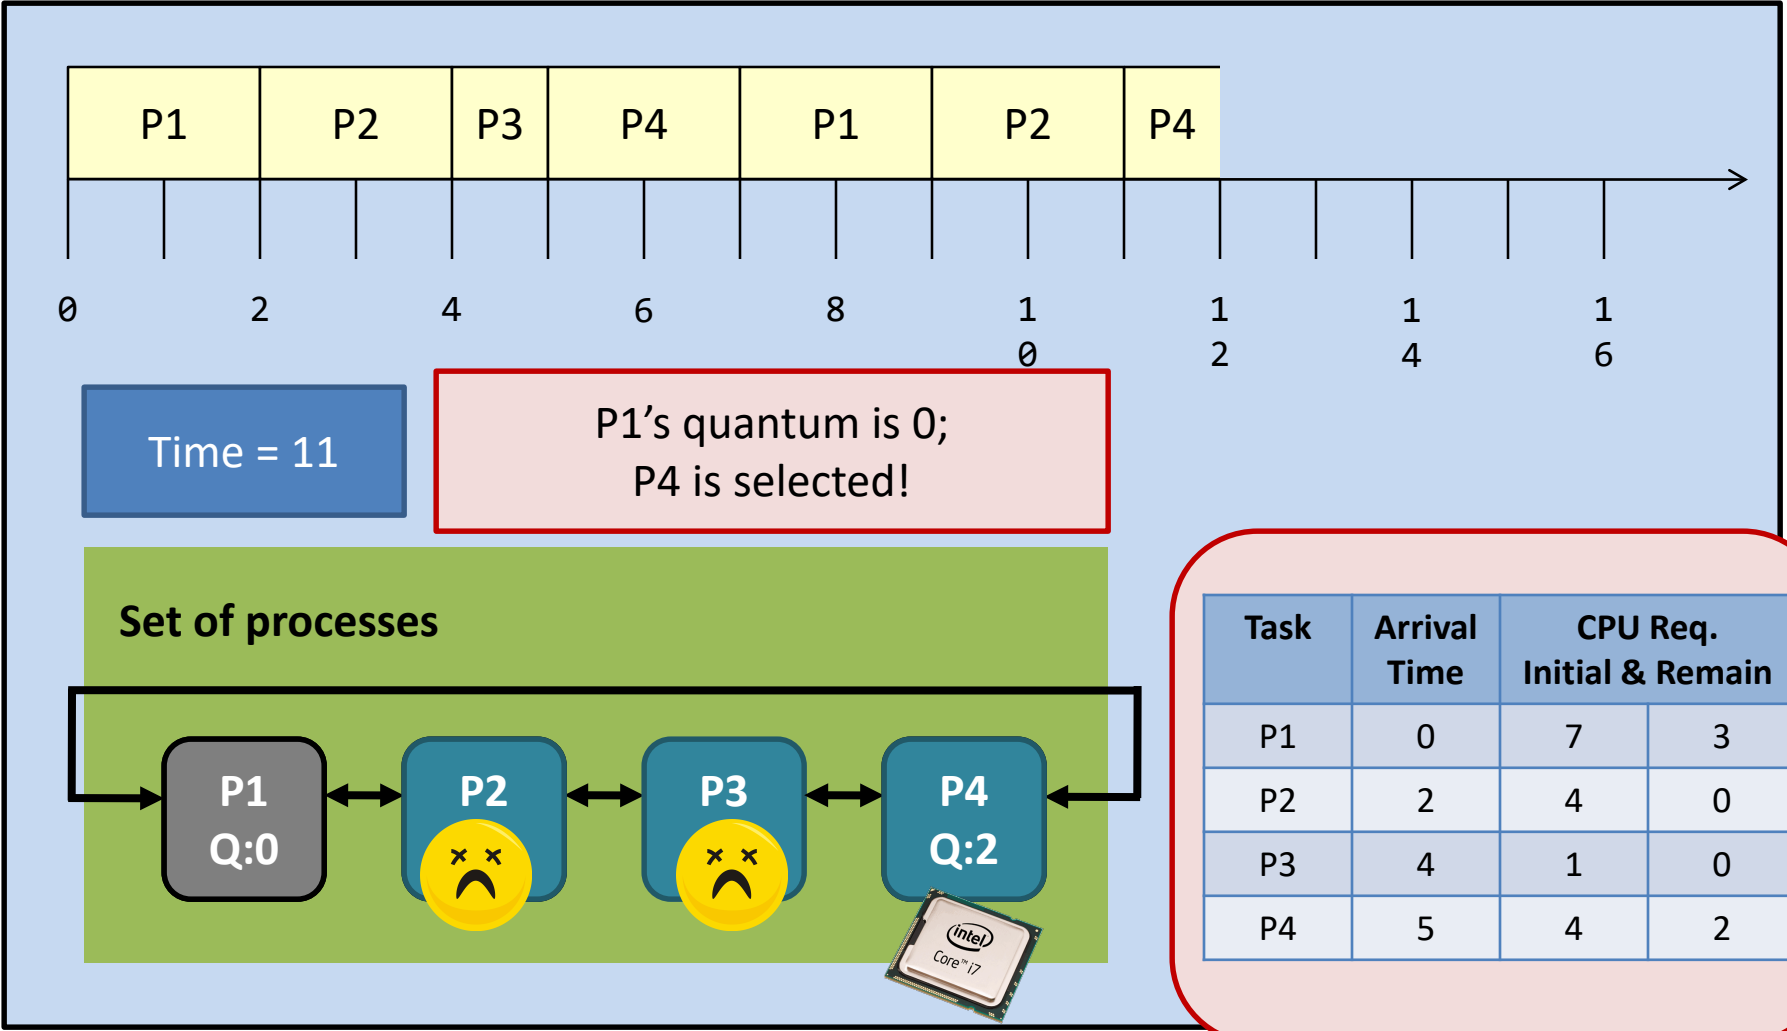 P1 P2 P3 P4 P1 P2 P4
0 2 4 6 8 1 1 1 1
0 2 4 6
Time = 11
P1’s quantum is 0;
P4 is selected!
Set of processes
P1 P2 P3 P4
Q:0 Q:2
intel
Core™ i7
Task Arrival CPU Req.
Time Initial & Remain
P1 0 7 3
P2 2 4 0
P3 4 1 0
P4 5 4 2